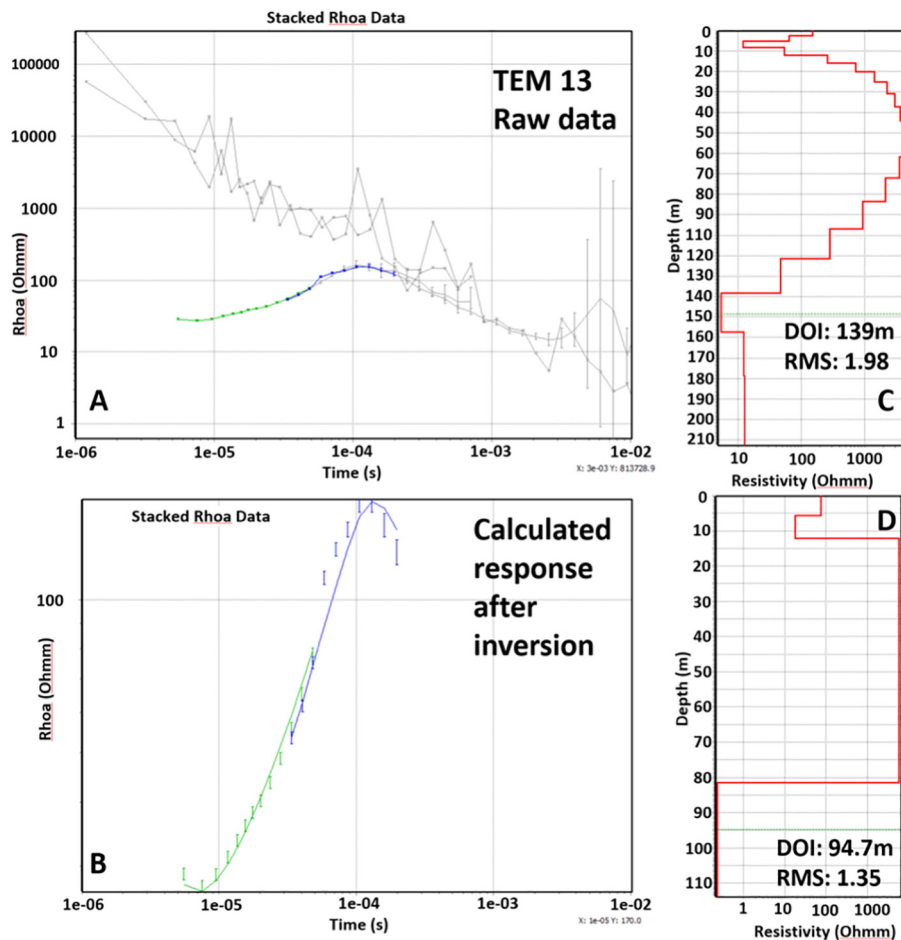 Stacked Rhoa Data
TEM 13
Raw data
Rhoa (Ohmm)
100000
10000
1000
100
10
1
A
1e-06
1e-05
1e-04
1e-03
1e-02
Time (s)
X: 3e-03 Y: 813728.9
0
10
20
30
40
50
60
70
80
90
100
110
120
130
140
150
160
170
180
190
200
210
Depth (m)
DOI: 139m
RMS: 1.98
C
10
100
1000
Resistivity (Ohmm)
Stacked Rhoa Data
Calculated
response
after
inversion
Rhoa (Ohmm)
100
B
1e-06
1e-05
1e-04
1e-03
1e-02
Time (s)
X: 1e-05 Y: 170.0
D
0
10
20
30
40
50
60
70
80
90
100
110
Depth (m)
DOI: 94.7m
RMS: 1.35
1
10
100
1000
Resistivity (Ohmm)